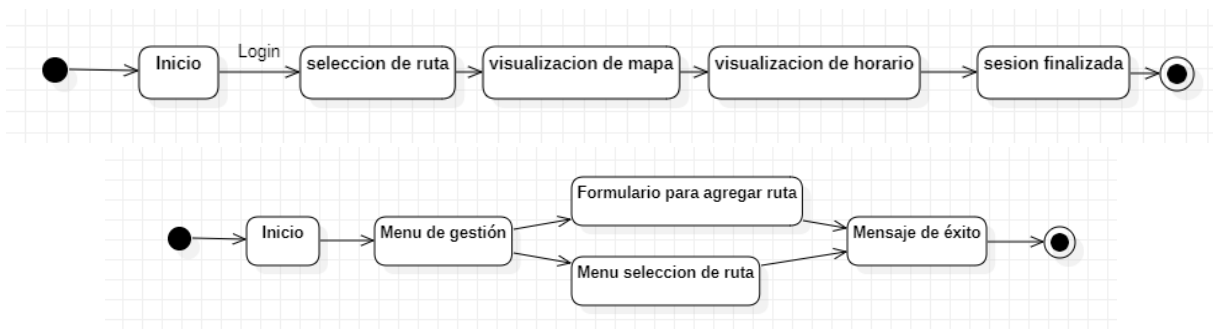 Login
Inicio
seleccion de ruta
visualizacion de mapa
visualizacion de horario
sesion finalizada
Formulario para agregar ruta
Inicio
Menu de gestión
Mensaje de éxito
Menu seleccion de ruta